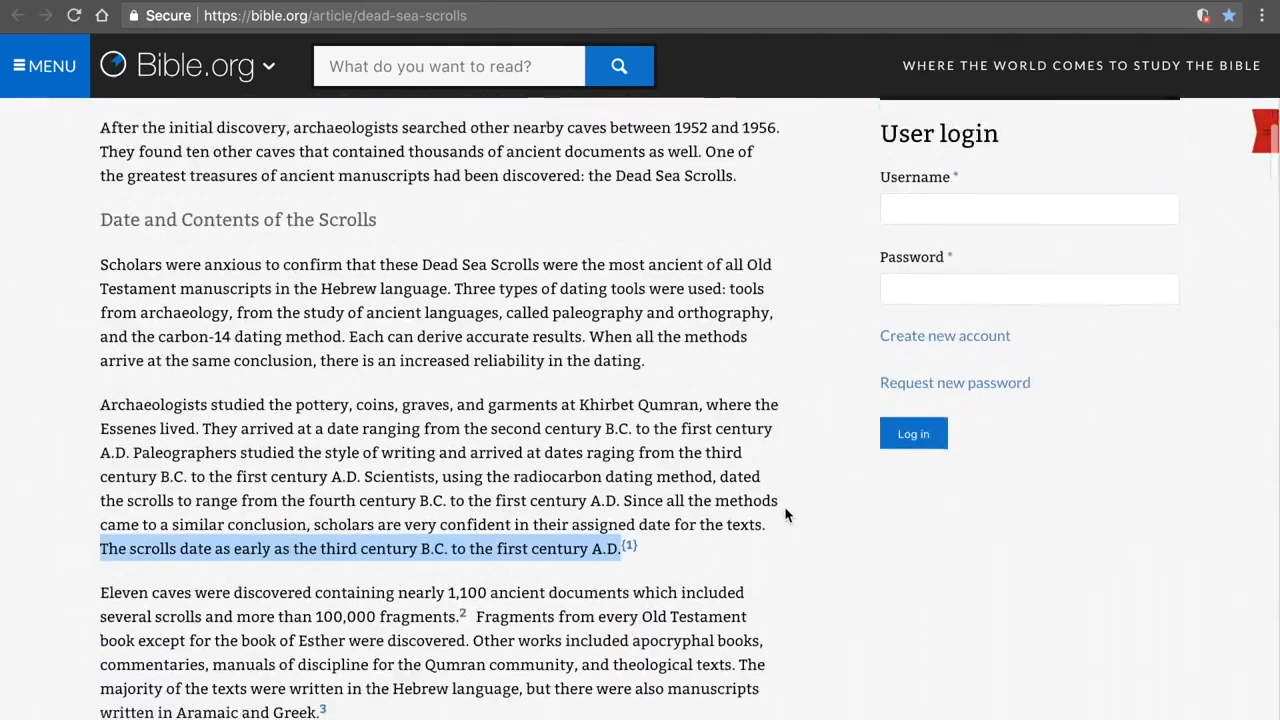 Secure https://bible.org/article/dead-sea-scrolls
MENU Bible.org What do you want to read? WHERE THE WORLD COMES TO STUDY THE BIBLE
After the initial discovery, archaeologists searched other nearby caves between 1952 and 1956.
They found ten other caves that contained thousands of ancient documents as well. One of
the greatest treasures of ancient manuscripts had been discovered: the Dead Sea Scrolls.
Date and Contents of the Scrolls
Scholars were anxious to confirm that these Dead Sea Scrolls were the most ancient of all Old
Testament manuscripts in the Hebrew language. Three types of dating tools were used: tools
from archaeology, from the study of ancient languages, called paleography and orthography,
and the carbon-14 dating method. Each can derive accurate results. When all the methods
arrive at the same conclusion, there is an increased reliability in the dating.
Archaeologists studied the pottery, coins, graves, and garments at Khirbet Qumran, where the
Essenes lived. They arrived at a date ranging from the second century B.C. to the first century
A.D. Paleographers studied the style of writing and arrived at dates raging from the third
century B.C. to the first century A.D. Scientists, using the radiocarbon dating method, dated
the scrolls to range from the fourth century B.C. to the first century A.D. Since all the methods
came to a similar conclusion, scholars are very confident in their assigned date for the texts.
The scrolls date as early as the third century B.C. to the first century A.D.{1}
Eleven caves were discovered containing nearly 1,100 ancient documents which included
several scrolls and more than 100,000 fragments.2 Fragments from every Old Testament
book except for the book of Esther were discovered. Other works included apocryphal books,
commentaries, manuals of discipline for the Qumran community, and theological texts. The
majority of the texts were written in the Hebrew language, but there were also manuscripts
written in Aramaic and Greek.3
User login
Username *
Password *
Create new account
Request new password
Log in